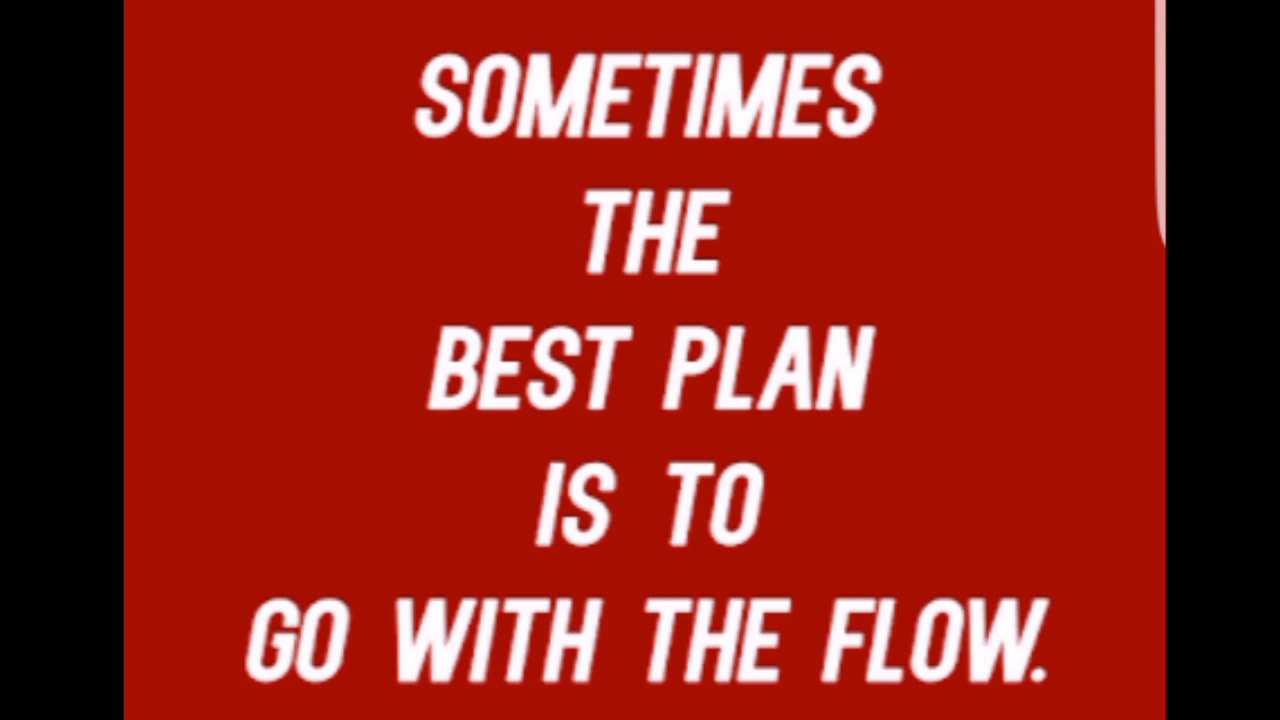 SOMETIMES
THE
BEST PLAN
IS TO
GO WITH THE FLOW.